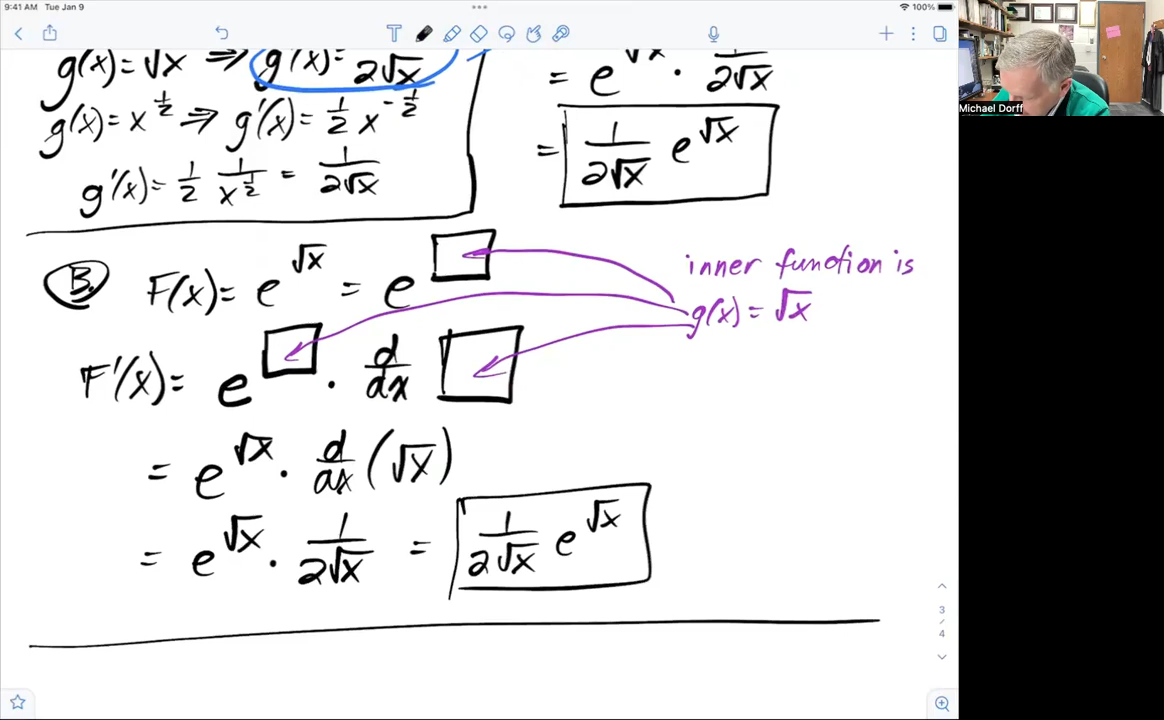 9:41 AM Tue Jan 9
100%
Michael Dorff
g(x) = √x ⇒ g'(x) = 2√x
g(x) = x^{1/2} ⇒ g'(x) = 1/2 x^{-1/2}
g'(x) = 1/2 1/x^{1/2} = 1/(2√x)
= e^{√x} · 1/(2√x)
= 1/(2√x) e^{√x}
B. F(x) = e^{√x} = e^□
inner function is
g(x) = √x
F'(x) = e^□ · d/dx □
= e^{√x} · d/dx (√x)
= e^{√x} · 1/(2√x) = 1/(2√x) e^{√x}
3/4